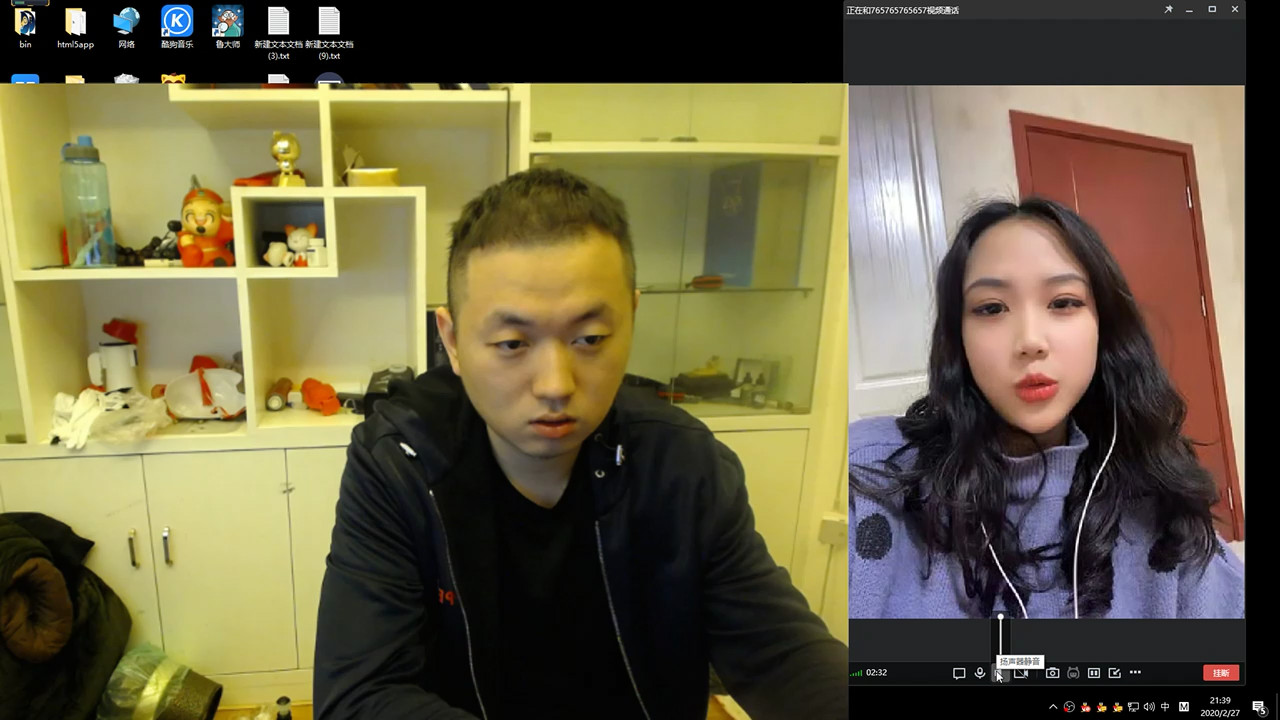 正在和765765765657视频通话
bin
html5app
网络
酷狗音乐
鲁大师
新建文本文档
(3).txt
新建文本文档
(9).txt
扬声器静音
02:32
挂断
中
M
21:39
2020/2/27
5